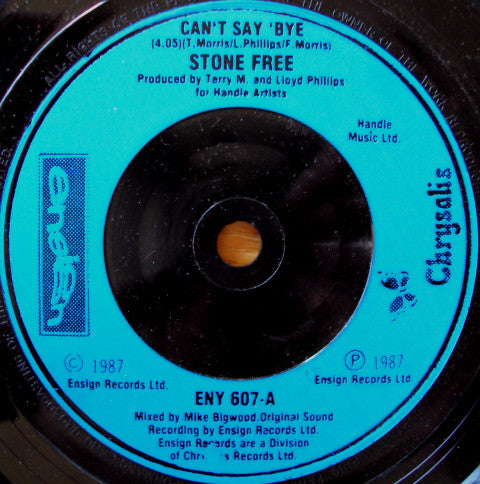 CAN'T SAY 'BYE
(4.05)(T.Morris/L.Phillips/F.Morris)
STONE FREE
Produced by Terry M. and Lloyd Phillips
for Handle Artists
Handle
Music Ltd.
ensign
Chrysalis
© 1987
Ensign Records Ltd.
Ⓟ 1987
Ensign Records Ltd.
ENY 607-A
Mixed by Mike Bigwood.Original Sound
Recording by Ensign Records Ltd.
Ensign Records are a Division
of Chrysalis Records Ltd.